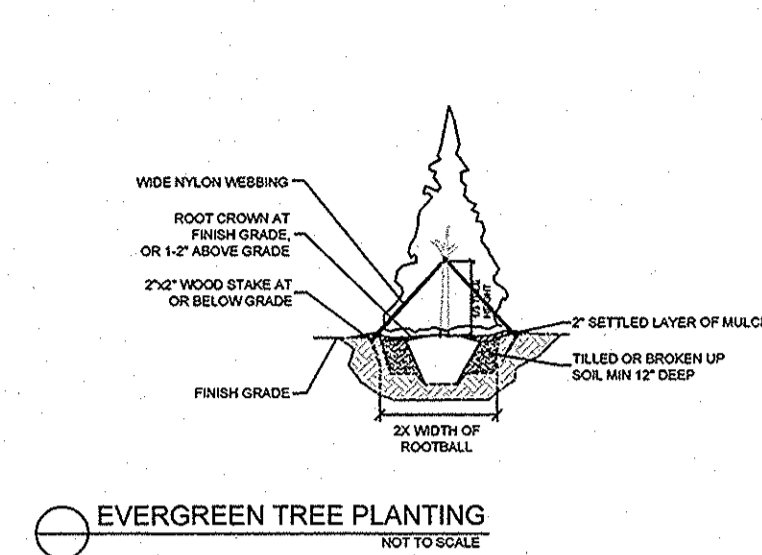 WIDE NYLON WEBBING
ROOT CROWN AT
FINISH GRADE,
OR 1-2" ABOVE GRADE
2"X2" WOOD STAKE AT
OR BELOW GRADE
FINISH GRADE
HEIGHT
2" SETTLED LAYER OF MULC
TILLED OR BROKEN UP
SOIL MIN 12" DEEP
2X WIDTH OF
ROOTBALL
EVERGREEN TREE PLANTING
NOT TO SCALE